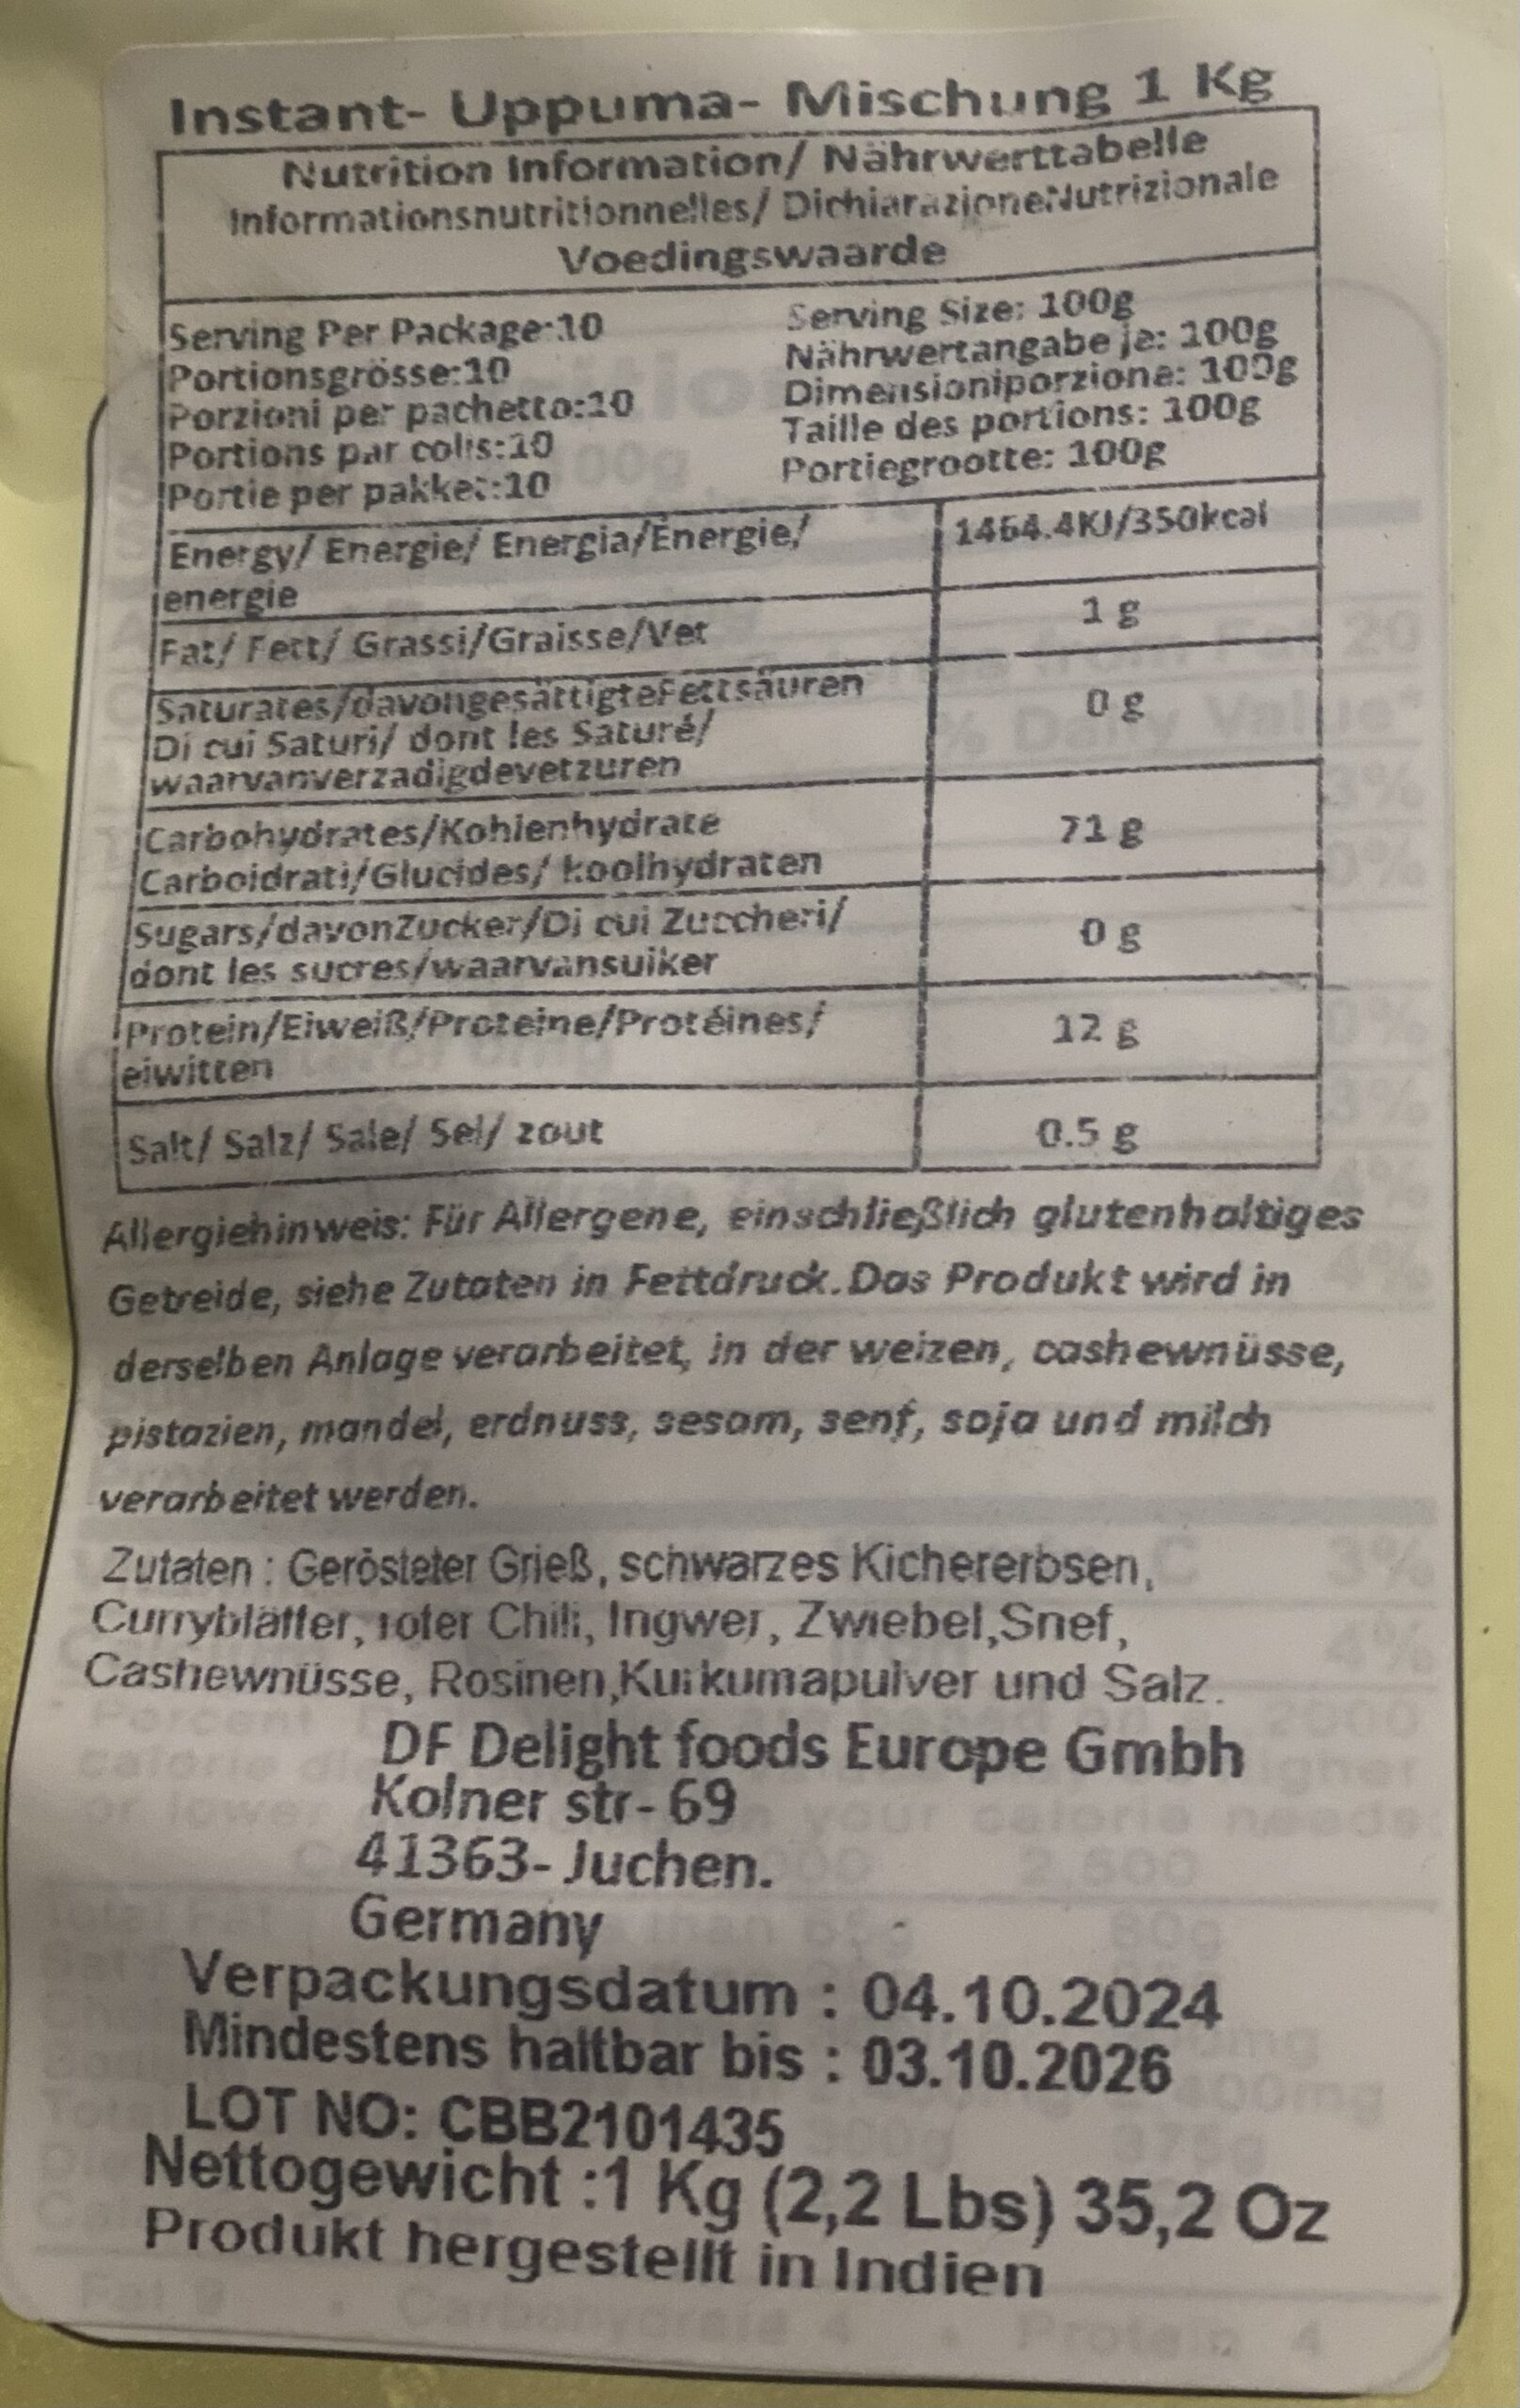 Instant- Uppuma- Mischung 1 Kg
Nutrition Information/ Nährwerttabelle
Informationsnutritionnelles/ DichiarazioneNutrizionale
Voedingswaarde
Serving Per Package:10
Portionsgrösse:10
Porzioni per pachetto:10
Portions par colis:10
Portie per pakket:10
Serving Size: 100g
Nährwertangabe je: 100g
Dimensioniporzione: 100g
Taille des portions: 100g
Portiegrootte: 100g
Energy/ Energie/ Energia/Énergie/ 1464.4KJ/350kcal
energie
Fat/ Fett/ Grassi/Graisse/Vet 1 g
Saturates/davongesättigteFettsäuren 0 g
Di cui Saturi/ dont les Saturé/
waarvanverzadigdevetzuren
Carbohydrates/Kohlenhydrate 71 g
Carboidrati/Glucides/ koolhydraten
Sugars/davonZucker/Di cui Zuccheri/ 0 g
dont les sucres/waarvansuiker
Protein/Eiweiß/Proteine/Protéines/ 12 g
eiwitten
Salt/ Salz/ Sale/ Sel/ zout 0.5 g
Allergiehinweis: Für Allergene, einschließlich glutenhaltiges
Getreide, siehe Zutaten in Fettdruck.Das Produkt wird in
derselben Anlage verarbeitet, in der weizen, cashewnüsse,
pistazien, mandel, erdnuss, sesam, senf, soja und milch
verarbeitet werden.
Zutaten : Gerösteter Grieß, schwarzes Kichererbsen,
Curryblätter, roter Chili, Ingwer, Zwiebel,Snef,
Cashewnüsse, Rosinen,Kurkumapulver und Salz.
DF Delight foods Europe Gmbh
Kolner str- 69
41363- Juchen.
Germany
Verpackungsdatum : 04.10.2024
Mindestens haltbar bis : 03.10.2026
LOT NO: CBB2101435
Nettogewicht :1 Kg (2,2 Lbs) 35,2 Oz
Produkt hergestellt in Indien